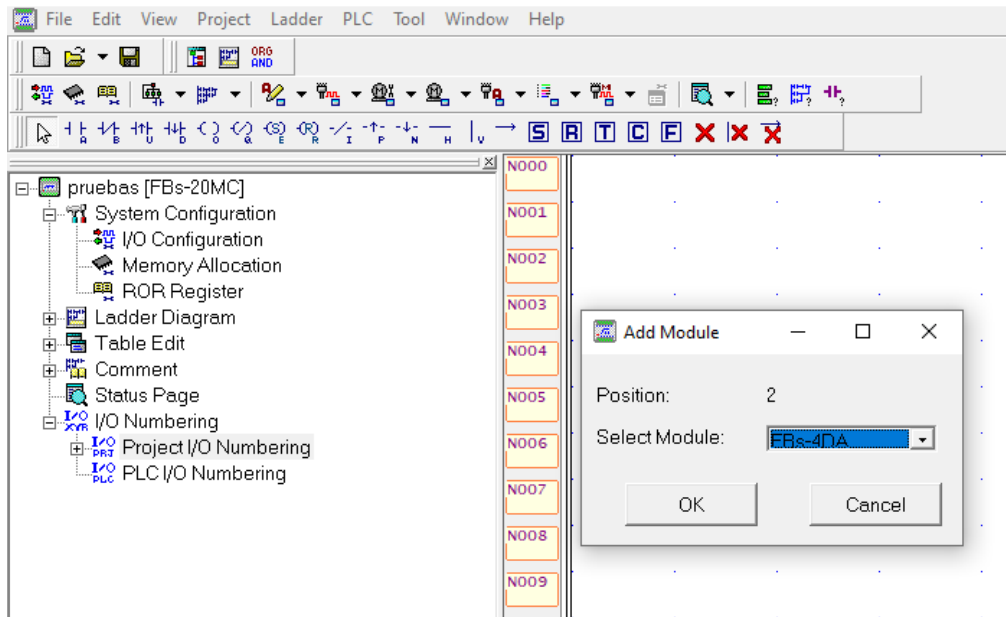 File Edit View Project Ladder PLC Tool Window Help
ORG
AND
A B U D O Q E R I P N H V
S R T C F
pruebas [FBs-20MC]
System Configuration
I/O Configuration
Memory Allocation
ROR Register
Ladder Diagram
Table Edit
Comment
Status Page
I/O Numbering
Project I/O Numbering
PLC I/O Numbering
N000
N001
N002
N003
N004
N005
N006
N007
N008
N009
Add Module
Position: 2
Select Module: FBs-4DA
OK Cancel